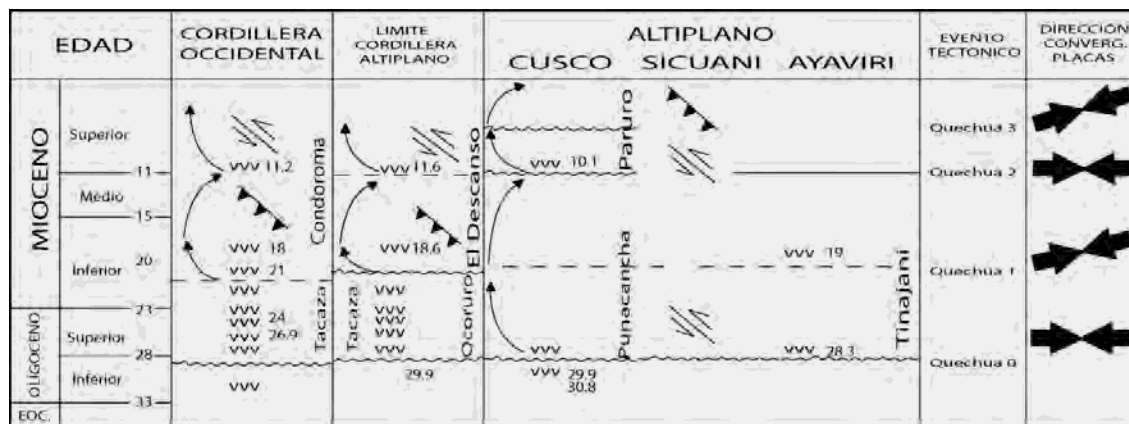 EDAD
CORDILLERA
OCCIDENTAL
LIMITE
CORDILLERA
ALTIPLANO
ALTIPLANO
CUSCO SICUANI AYAVIRI
EVENTO
TECTONICO
DIRECCIÓN
CONVERG.
PLACAS
MIOCENO
Superior
11
Medio
15
20
Inferior
23
OLIGOCENO
Superior
28
Inferior
33
EOC.
vvv 11.2
vvv 18
vvv 21
vvv
vvv
vvv 24
vvv 26.9
vvv
vvv
Condoroma
Tacaza
vvv 11.6
vvv 18.6
vvv
vvv
vvv
vvv
vvv
29.9
Tacaza
El Descanso
Ocoruro
vvv 10.1
vvv
vvv 29.9
30.8
Paruro
Punacancha
vvv 19
vvv 28.3
Tinajani
Quechua 3
Quechua 2
Quechua 1
Quechua 0